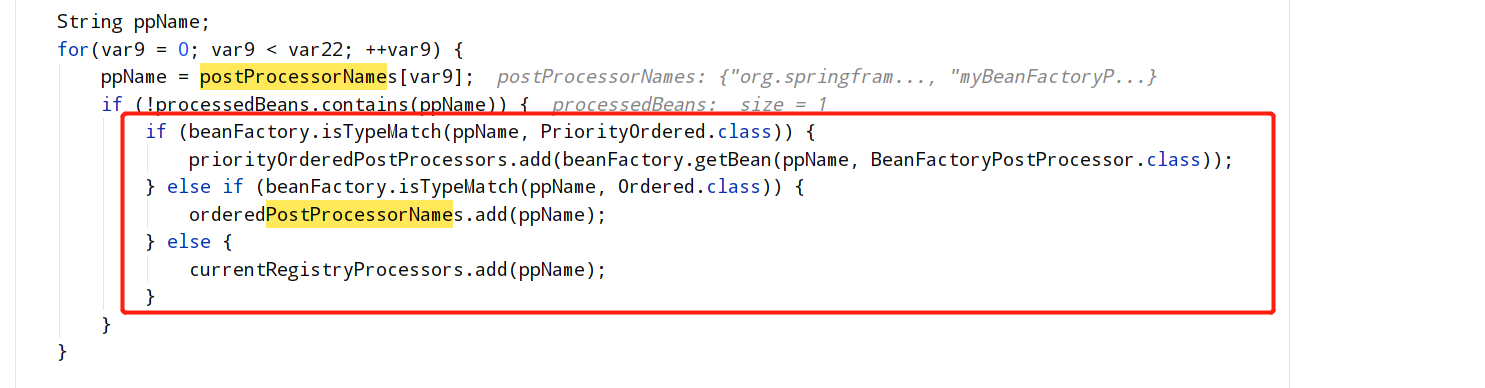 String ppName;
for(var9 = 0; var9 < var22; ++var9) {
ppName = postProcessorNames[var9]; postProcessorNames: {"org.springfram..., "myBeanFactoryP...}
if (!processedBeans.contains(ppName)) { processedBeans: size = 1
if (beanFactory.isTypeMatch(ppName, PriorityOrdered.class)) {
priorityOrderedPostProcessors.add(beanFactory.getBean(ppName, BeanFactoryPostProcessor.class));
} else if (beanFactory.isTypeMatch(ppName, Ordered.class)) {
orderedPostProcessorNames.add(ppName);
} else {
currentRegistryProcessors.add(ppName);
}
}
}